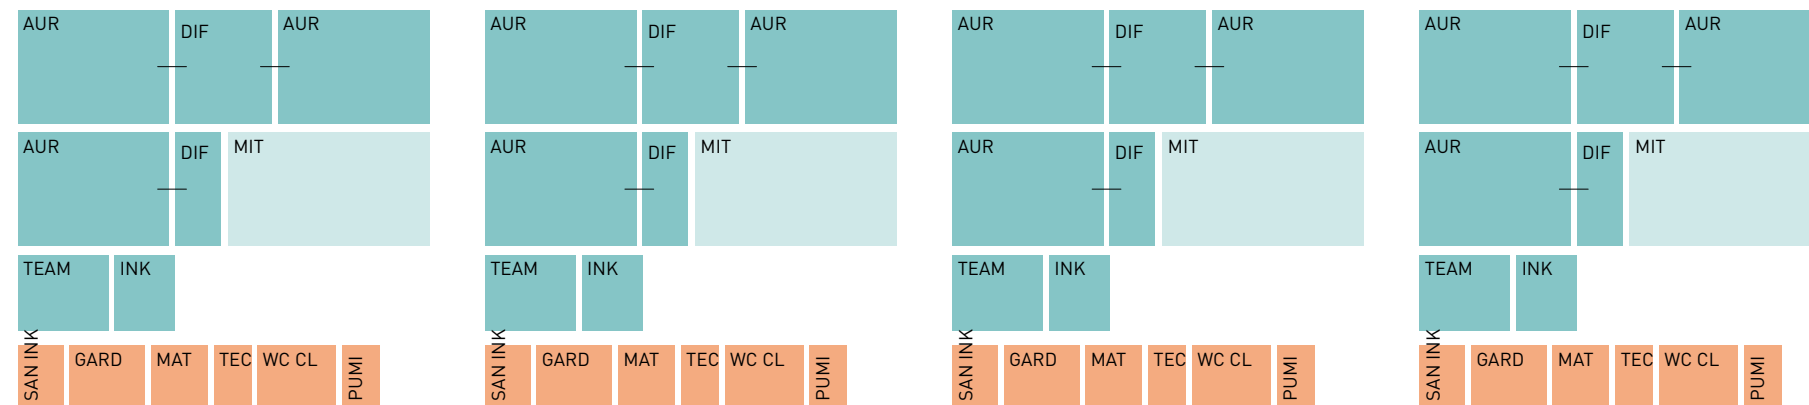 AUR DIF AUR AUR DIF AUR AUR DIF AUR AUR DIF AUR
AUR DIF MIT AUR DIF MIT AUR DIF MIT AUR DIF MIT
TEAM INK TEAM INK TEAM INK TEAM INK
SAN INK GARD MAT TEC WC CL PUMI SAN INK GARD MAT TEC WC CL PUMI SAN INK GARD MAT TEC WC CL PUMI SAN INK GARD MAT TEC WC CL PUMI